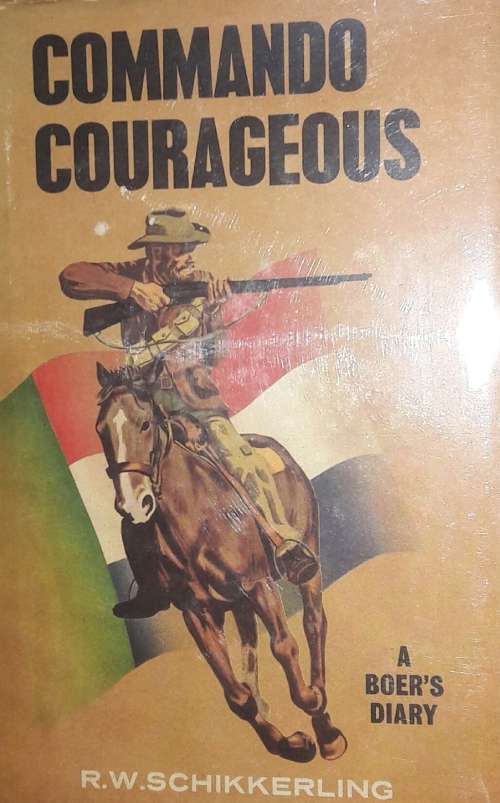 COMMANDO
COURAGEOUS
A
BOER'S
DIARY
R.W.SCHIKKERLING